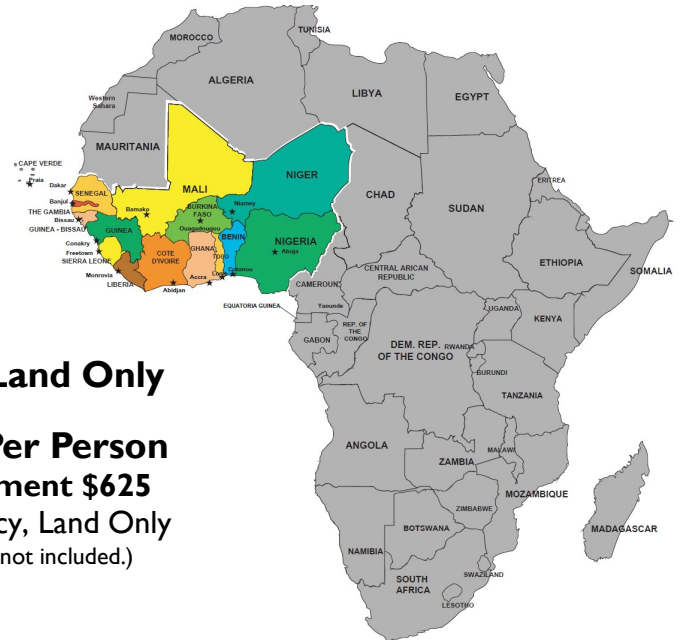 TUNISIA
MOROCCO
ALGERIA
LIBYA
EGYPT
Western
Sahara
MAURITANIA
CAPE VERDE
Praia
MALI
NIGER
CHAD
SUDAN
ERITREA
Dakar
SENEGAL
Banjul
THE GAMBIA
Bissau
GUINEA - BISSAU
Bamako
BURKINA
FASO
Ouagadougou
Niamey
GUINEA
Conakry
Freetown
SIERRA LEONE
Monrovia
LIBERIA
COTE
D'IVOIRE
Abidjan
GHANA
Accra
TOGO
Lome
BENIN
Cotonou
NIGERIA
Abuja
ETHIOPIA
SOMALIA
CENTRAL ARICAN
REPUBLIC
CAMEROUN
Yaounde
EQUATORIA GUINEA
GABON
REP. OF
THE
CONGO
DEM. REP.
OF THE CONGO
UGANDA
KENYA
RWANDA
BURUNDI
TANZANIA
Land Only
Per Person
ment $625
cy, Land Only
not included.)
ANGOLA
ZAMBIA
MALAWI
MOZAMBIQUE
ZIMBABWE
BOTSWANA
NAMIBIA
MADAGASCAR
SWAZILAND
SOUTH
AFRICA
LESOTHO